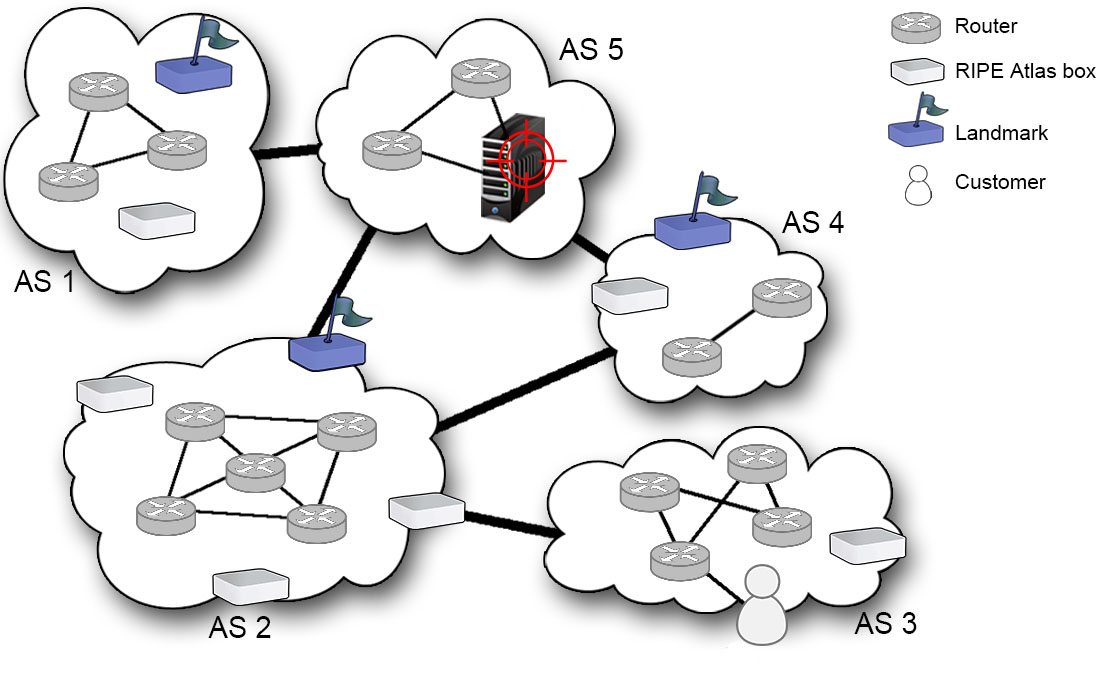 AS 5
Router
RIPE Atlas box
Landmark
Customer
AS 4
AS 1
AS 2
AS 3